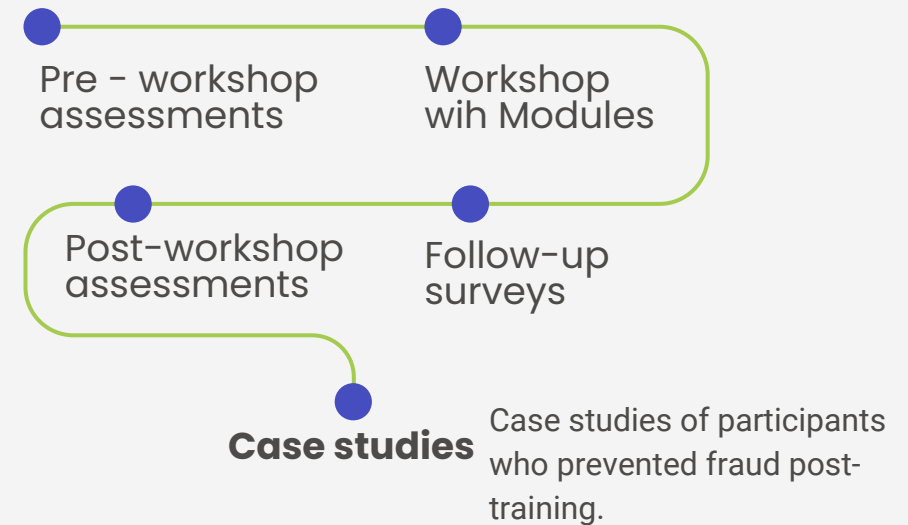 Pre - workshop
assessments
Workshop
wih Modules
Post-workshop
assessments
Follow-up
surveys
Case studies
Case studies of participants
who prevented fraud post-
training.